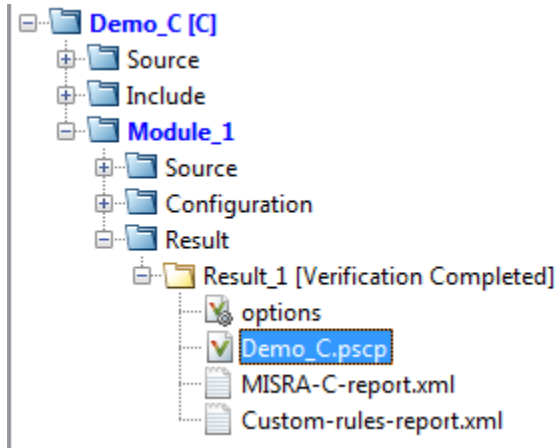 Demo_C [C]
Source
Include
Module_1
Source
Configuration
Result
Result_1 [Verification Completed]
options
Demo_C.pscp
MISRA-C-report.xml
Custom-rules-report.xml